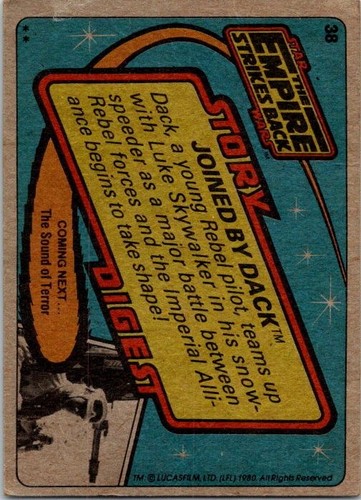 38
STAR
THE
EMPIRE
STRIKES BACK
WARS™
STORY
JOINED BY DACK™
Dack, a young Rebel pilot, teams up
with Luke Skywalker in his snow-
speeder as a major battle between
Rebel forces and the Imperial Alli-
ance begins to take shape!
DIGEST
COMING NEXT...
The Sound of Terror
TM: © LUCASFILM, LTD. (LFL) 1980. All Rights Reserved.
**